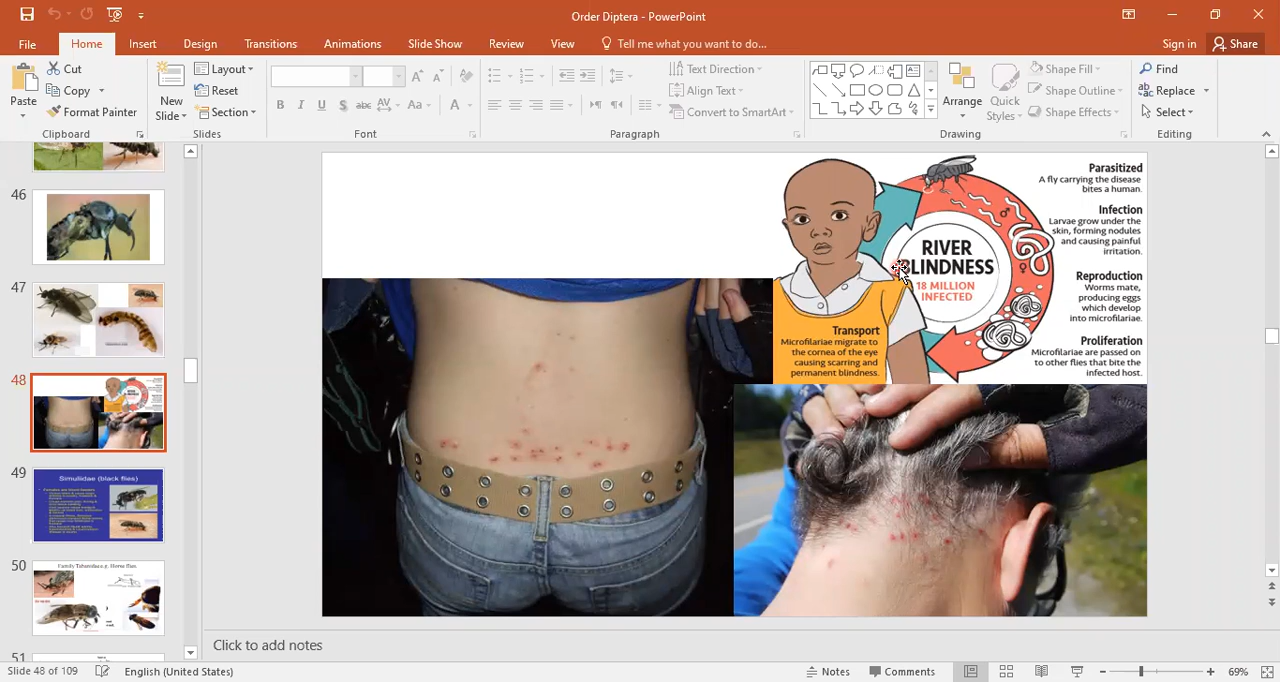 Order Diptera - PowerPoint
File Home Insert Design Transitions Animations Slide Show Review View Tell me what you want to do... Sign in Share
Paste Cut Copy Format Painter Clipboard
New Slide Layout Reset Section Slides
B I U S abc AV Aa A Font
Paragraph Text Direction Align Text Convert to SmartArt
Arrange Quick Styles Shape Fill Shape Outline Shape Effects Drawing
Find Replace Select Editing
46
47
48
49
Simuliidae (black flies)
50
Family Tabanidae e.g. Horse flies.
51
Parasitized
A fly carrying the disease
bites a human.
Infection
Larvae grow under the
skin, forming nodules
and causing painful
irritation.
RIVER
BLINDNESS
18 MILLION
INFECTED
Reproduction
Worms mate,
producing eggs
which develop
into microfilariae.
Proliferation
Microfilariae are passed on
to other flies that bite the
infected host.
Transport
Microfilariae migrate to
the cornea of the eye
causing scarring and
permanent blindness.
Click to add notes
Slide 48 of 109 English (United States) Notes Comments 69%